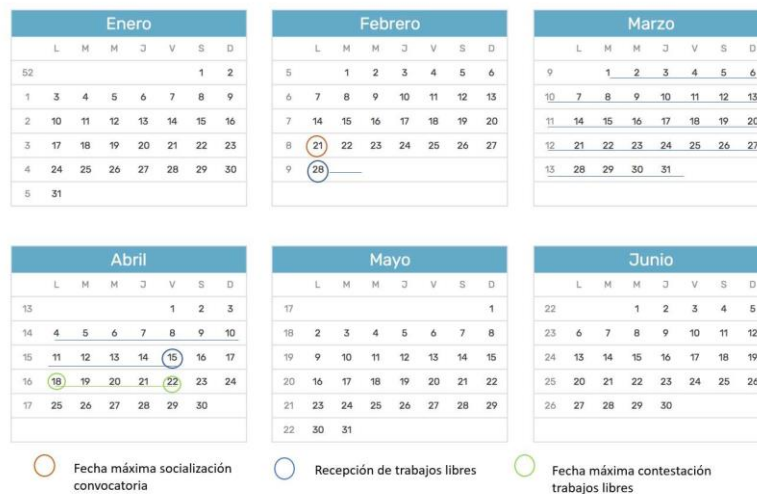 Enero
L M M J V S D
52 1 2
1 3 4 5 6 7 8 9
2 10 11 12 13 14 15 16
3 17 18 19 20 21 22 23
4 24 25 26 27 28 29 30
5 31
Febrero
L M M J V S D
5 1 2 3 4 5 6
6 7 8 9 10 11 12 13
7 14 15 16 17 18 19 20
8 21 22 23 24 25 26 27
9 28
Marzo
L M M J V S D
9 1 2 3 4 5 6
10 7 8 9 10 11 12 13
11 14 15 16 17 18 19 20
12 21 22 23 24 25 26 27
13 28 29 30 31
Abril
L M M J V S D
13 1 2 3
14 4 5 6 7 8 9 10
15 11 12 13 14 15 16 17
16 18 19 20 21 22 23 24
17 25 26 27 28 29 30
Mayo
L M M J V S D
17 1
18 2 3 4 5 6 7 8
19 9 10 11 12 13 14 15
20 16 17 18 19 20 21 22
21 23 24 25 26 27 28 29
22 30 31
Junio
L M M J V S D
22 1 2 3 4 5
23 6 7 8 9 10 11 12
24 13 14 15 16 17 18 19
25 20 21 22 23 24 25 26
26 27 28 29 30
Fecha máxima socialización
convocatoria
Recepción de trabajos libres
Fecha máxima contestación
trabajos libres